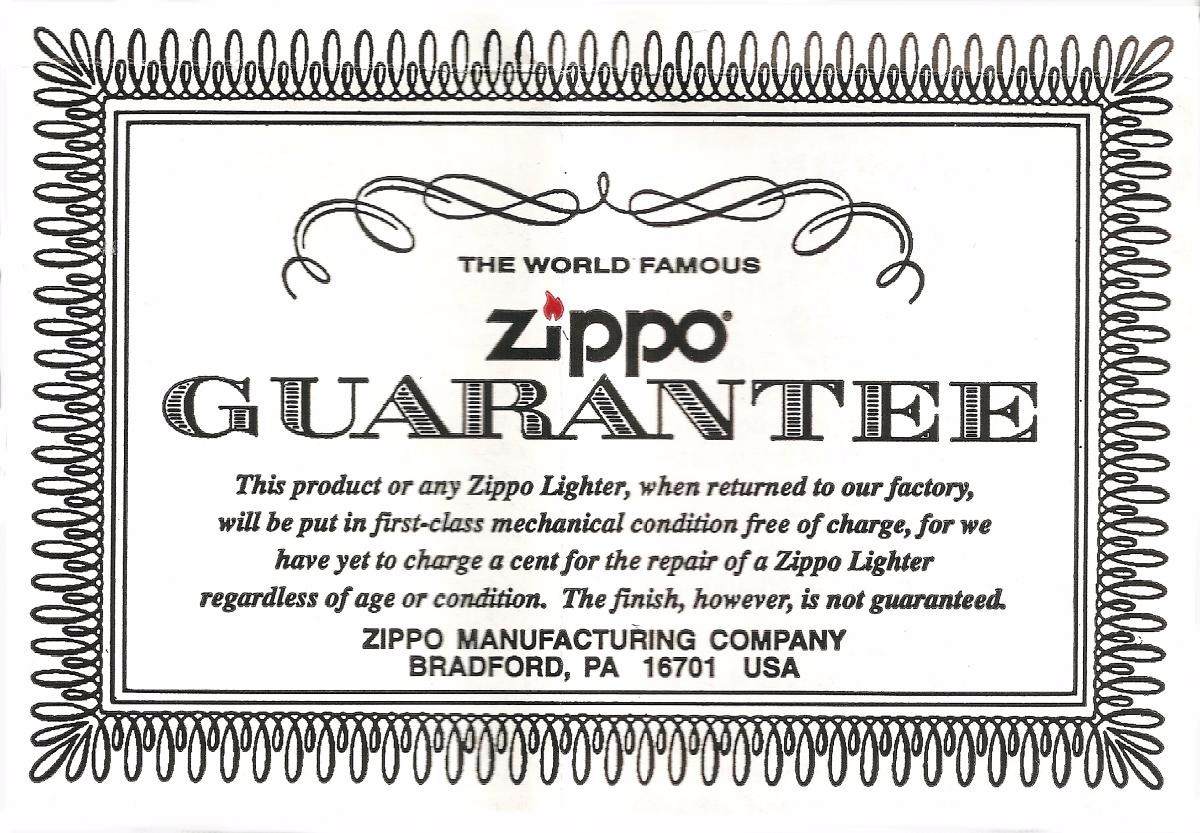 THE WORLD FAMOUS
Zippo®
GUARANTEE
This product or any Zippo Lighter, when returned to our factory,
will be put in first-class mechanical condition free of charge, for we
have yet to charge a cent for the repair of a Zippo Lighter
regardless of age or condition. The finish, however, is not guaranteed.
ZIPPO MANUFACTURING COMPANY
BRADFORD, PA 16701 USA